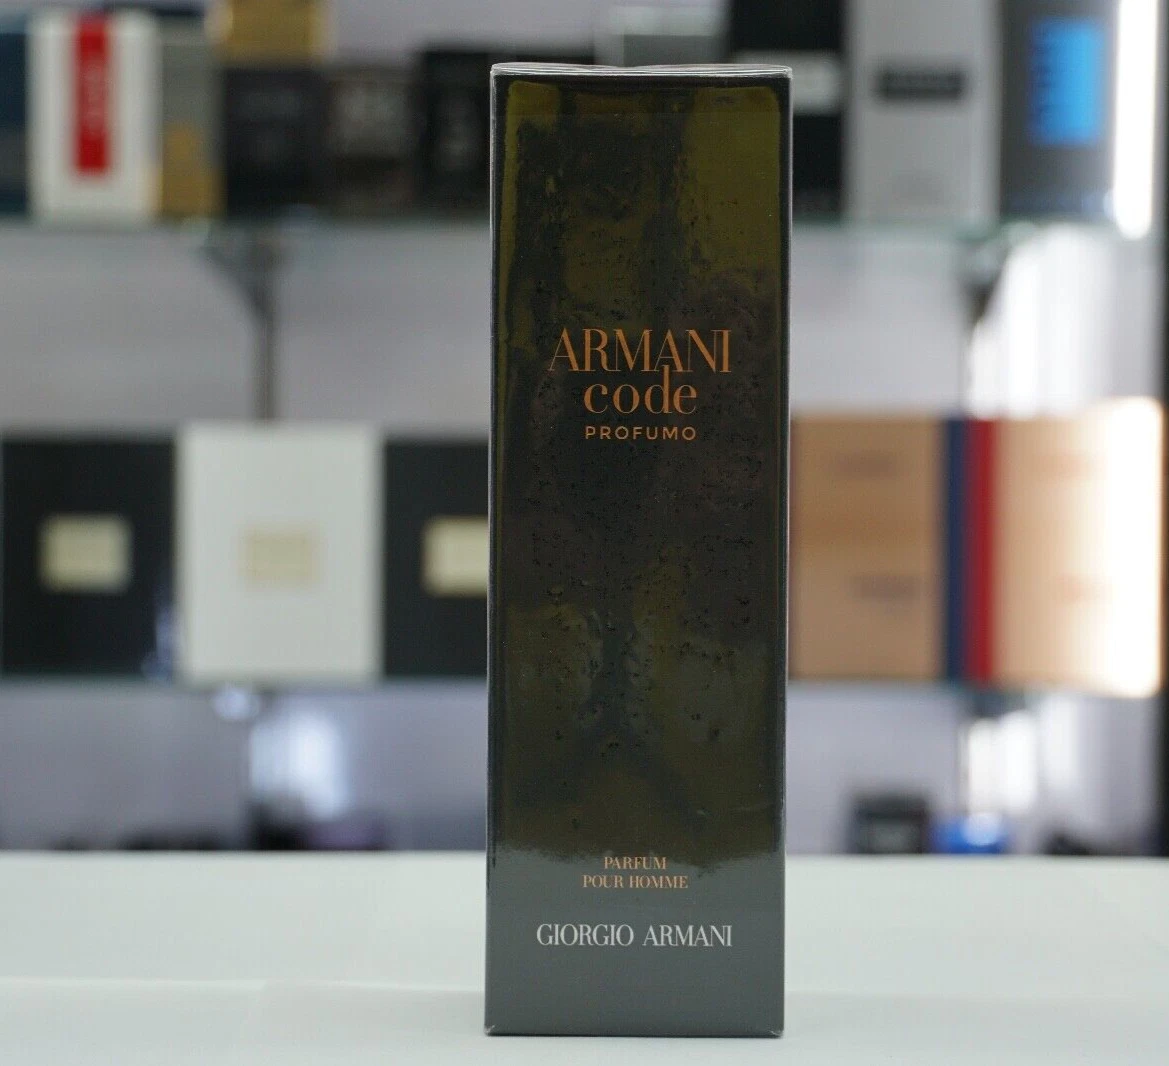 ARMANI
code
PROFUMO
PARFUM
POUR HOMME
GIORGIO ARMANI